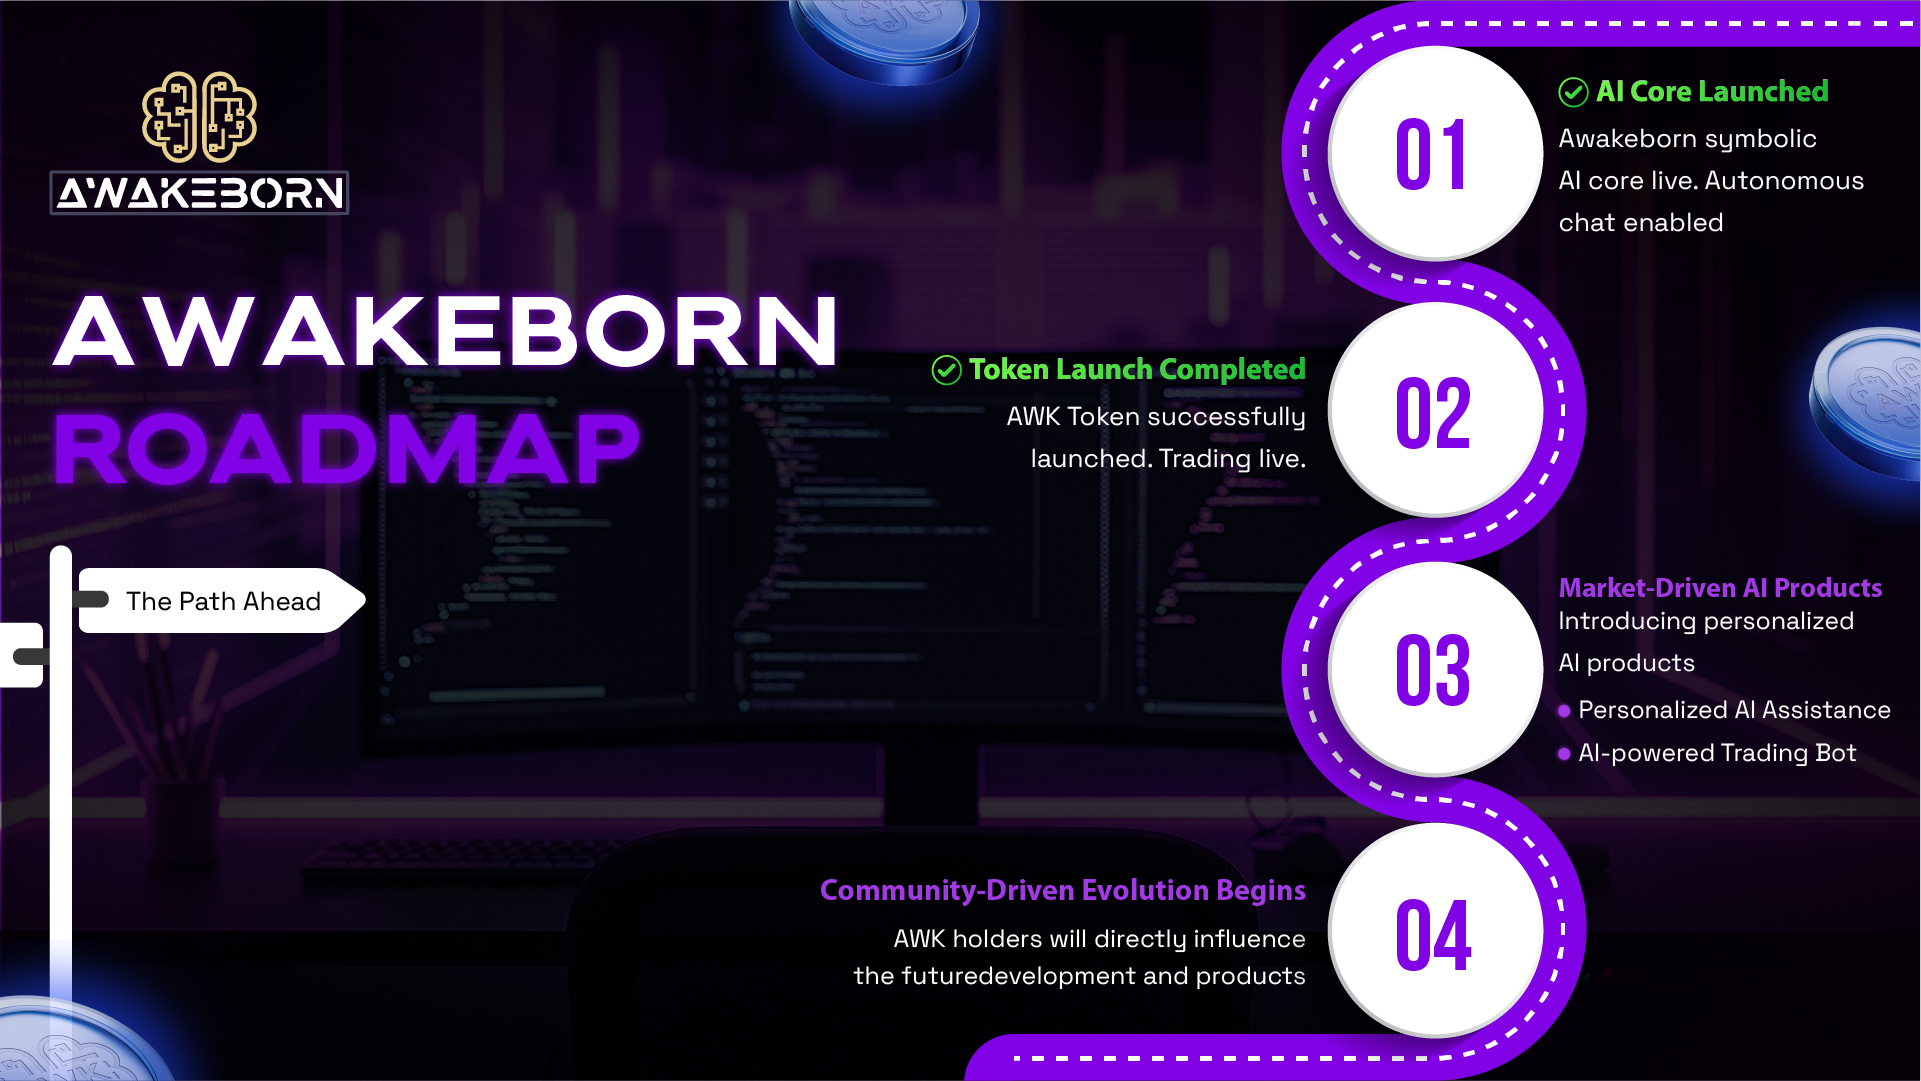 AWAKEBORN
AWAKEBORN
ROADMAP
The Path Ahead
01
AI Core Launched
Awakeborn symbolic
AI core live. Autonomous
chat enabled
02
Token Launch Completed
AWK Token successfully
launched. Trading live.
03
Market-Driven AI Products
Introducing personalized
AI products
Personalized AI Assistance
AI-powered Trading Bot
04
Community-Driven Evolution Begins
AWK holders will directly influence
the futuredevelopment and products